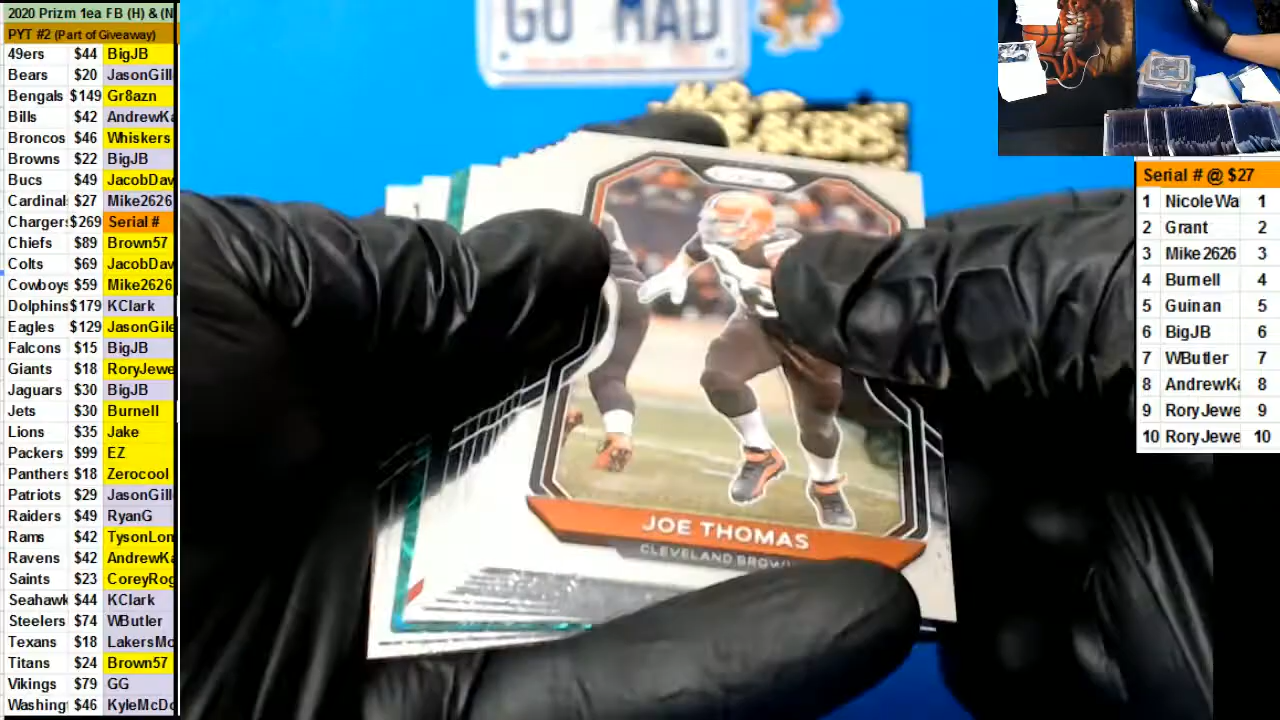 2020 Prizm 1ea FB (H) & (N
PYT #2 (Part of Giveaway)
49ers $44 BigJB
Bears $20 JasonGill
Bengals $149 Gr8azn
Bills $42 AndrewKa
Broncos $46 Whiskers
Browns $22 BigJB
Bucs $49 JacobDav
Cardinal $27 Mike2626
Charger $269 Serial #
Chiefs $89 Brown57
Colts $69 JacobDav
Cowboys $59 Mike2626
Dolphins $179 KClark
Eagles $129 JasonGile
Falcons $15 BigJB
Giants $18 RoryJewe
Jaguars $30 BigJB
Jets $30 Burnell
Lions $35 Jake
Packers $99 EZ
Panthers $18 Zerocool
Patriots $29 JasonGill
Raiders $49 RyanG
Rams $42 TysonLon
Ravens $42 AndrewKa
Saints $23 CoreyRog
Seahawk $44 KClark
Steelers $74 WButler
Texans $18 LakersMc
Titans $24 Brown57
Vikings $79 GG
Washing $46 KyleMcDo
GO MAD
JOE THOMAS
CLEVELAND BROW
Serial # @ $27
1 NicoleWa 1
2 Grant 2
3 Mike2626 3
4 Burnell 4
5 Guinan 5
6 BigJB 6
7 WButler 7
8 AndrewKa 8
9 RoryJewe 9
10 RoryJewe 10